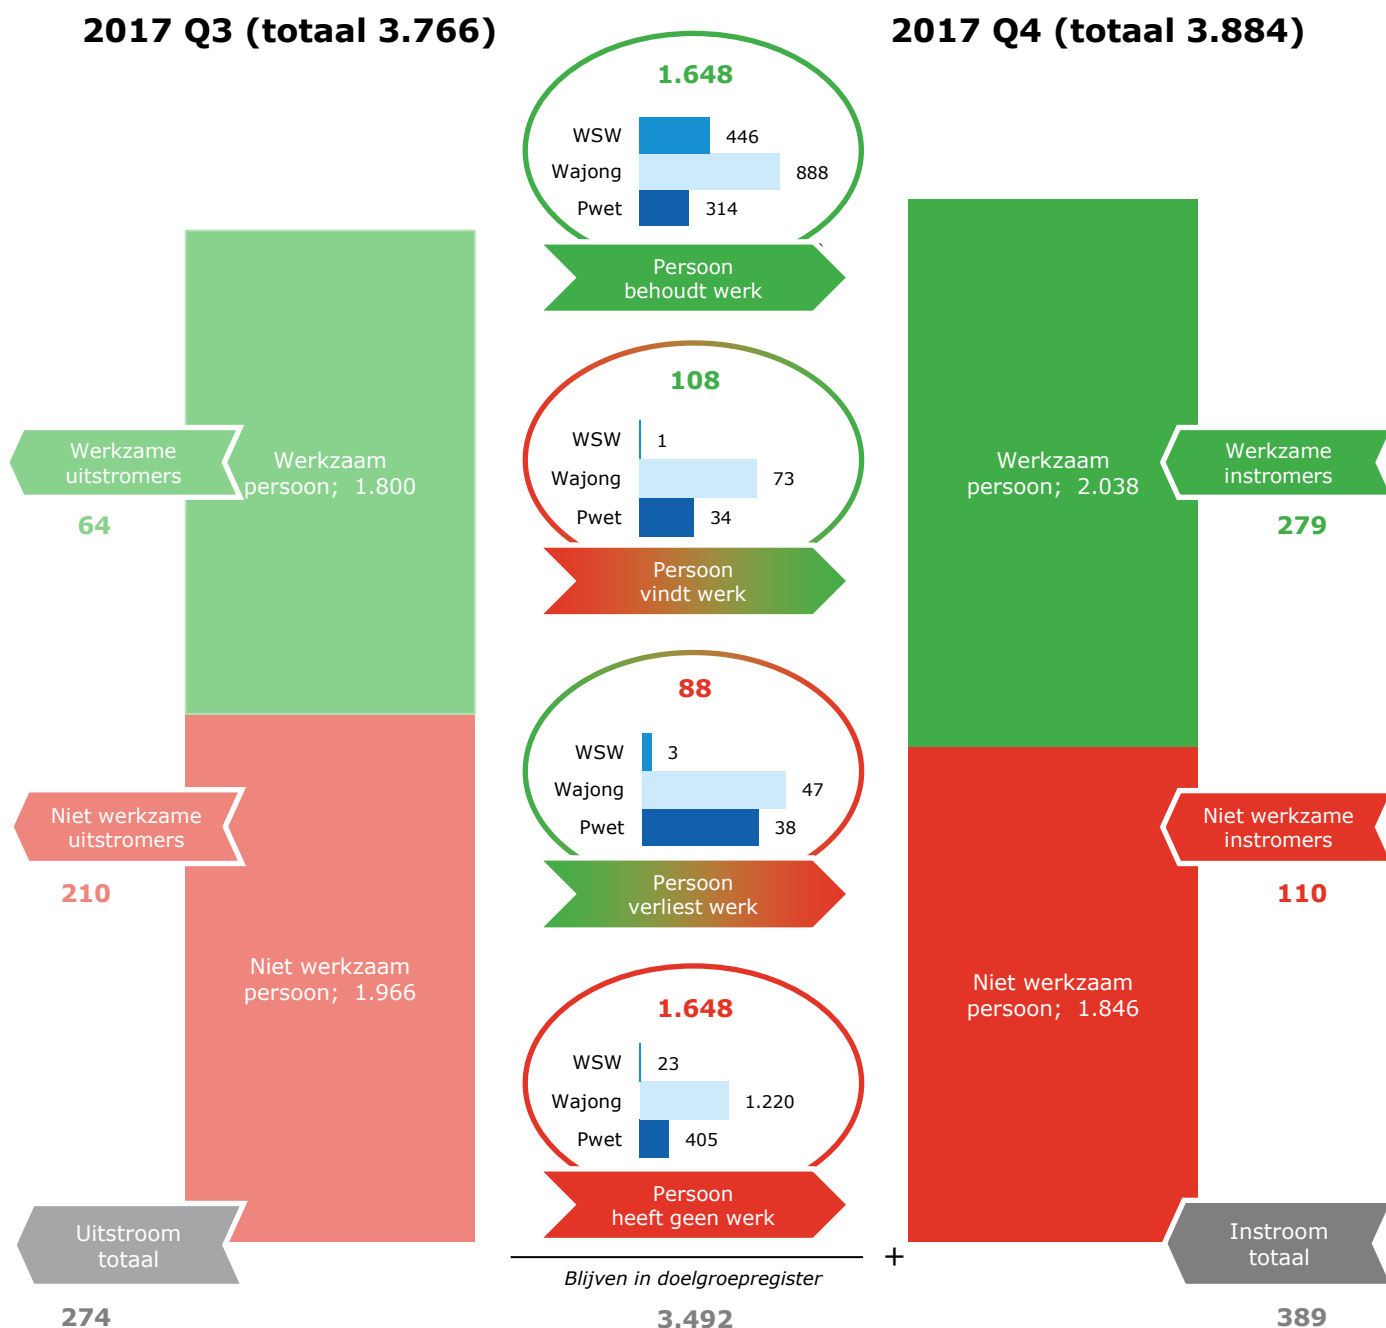 2017 Q3 (totaal 3.766)
2017 Q4 (totaal 3.884)
1.648
WSW 446
Wajong 888
Pwet 314
Persoon
behoudt werk
108
WSW 1
Wajong 73
Pwet 34
Persoon
vindt werk
88
WSW 3
Wajong 47
Pwet 38
Persoon
verliest werk
1.648
WSW 23
Wajong 1.220
Pwet 405
Persoon
heeft geen werk
Blijven in doelgroepregister
3.492
+
Werkzame
uitstromers
64
Werkzaam
persoon; 1.800
Niet werkzame
uitstromers
210
Niet werkzaam
persoon; 1.966
Uitstroom
totaal
274
Werkzaam
persoon; 2.038
Werkzame
instromers
279
Niet werkzame
instromers
110
Niet werkzaam
persoon; 1.846
Instroom
totaal
389